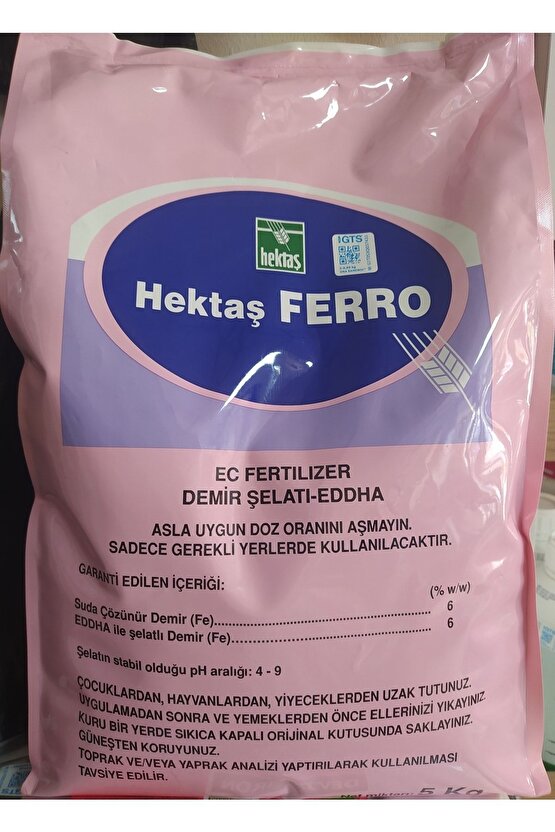 hektaş
GTS
Hektaş FERRO
EC FERTILIZER
DEMİR ŞELATI-EDDHA
ASLA UYGUN DOZ ORANINI AŞMAYIN.
SADECE GEREKLİ YERLERDE KULLANILACAKTIR.
GARANTİ EDİLEN İÇERİĞİ:
(% w/w)
Suda Çözünür Demir (Fe)..................................................... 6
EDDHA ile şelatlı Demir (Fe)................................................ 6
Şelatın stabil olduğu pH aralığı: 4 - 9
ÇOCUKLARDAN, HAYVANLARDAN, YİYECEKLERDEN UZAK TUTUNUZ.
UYGULAMADAN SONRA VE YEMEKLERDEN ÖNCE ELLERİNİZİ YIKAYINIZ.
KURU BİR YERDE SIKICA KAPALI ORİJİNAL KUTUSUNDA SAKLAYINIZ.
GÜNEŞTEN KORUYUNUZ.
TOPRAK VE/VEYA YAPRAK ANALİZİ YAPTIRILARAK KULLANILMASI
TAVSİYE EDİLİR.
Net miktarı: 5 Kg